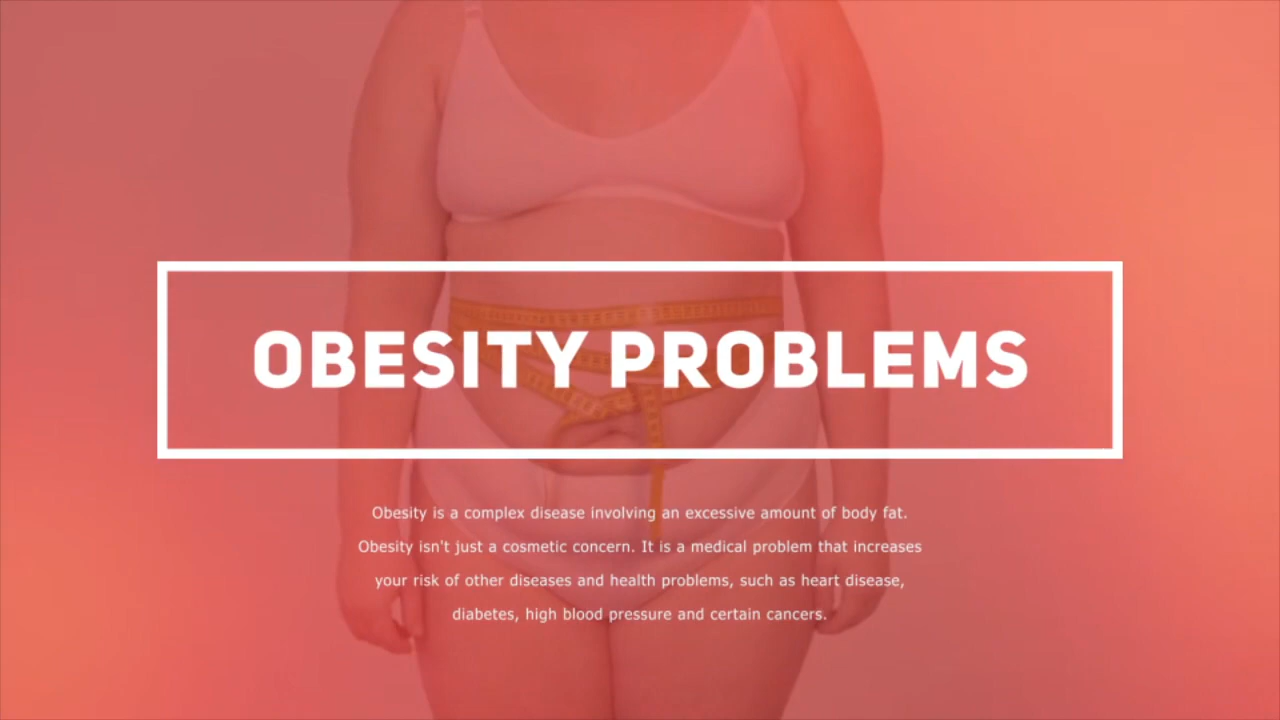 OBESITY PROBLEMS
Obesity is a complex disease involving an excessive amount of body fat.
Obesity isn't just a cosmetic concern. It is a medical problem that increases
your risk of other diseases and health problems, such as heart disease,
diabetes, high blood pressure and certain cancers.